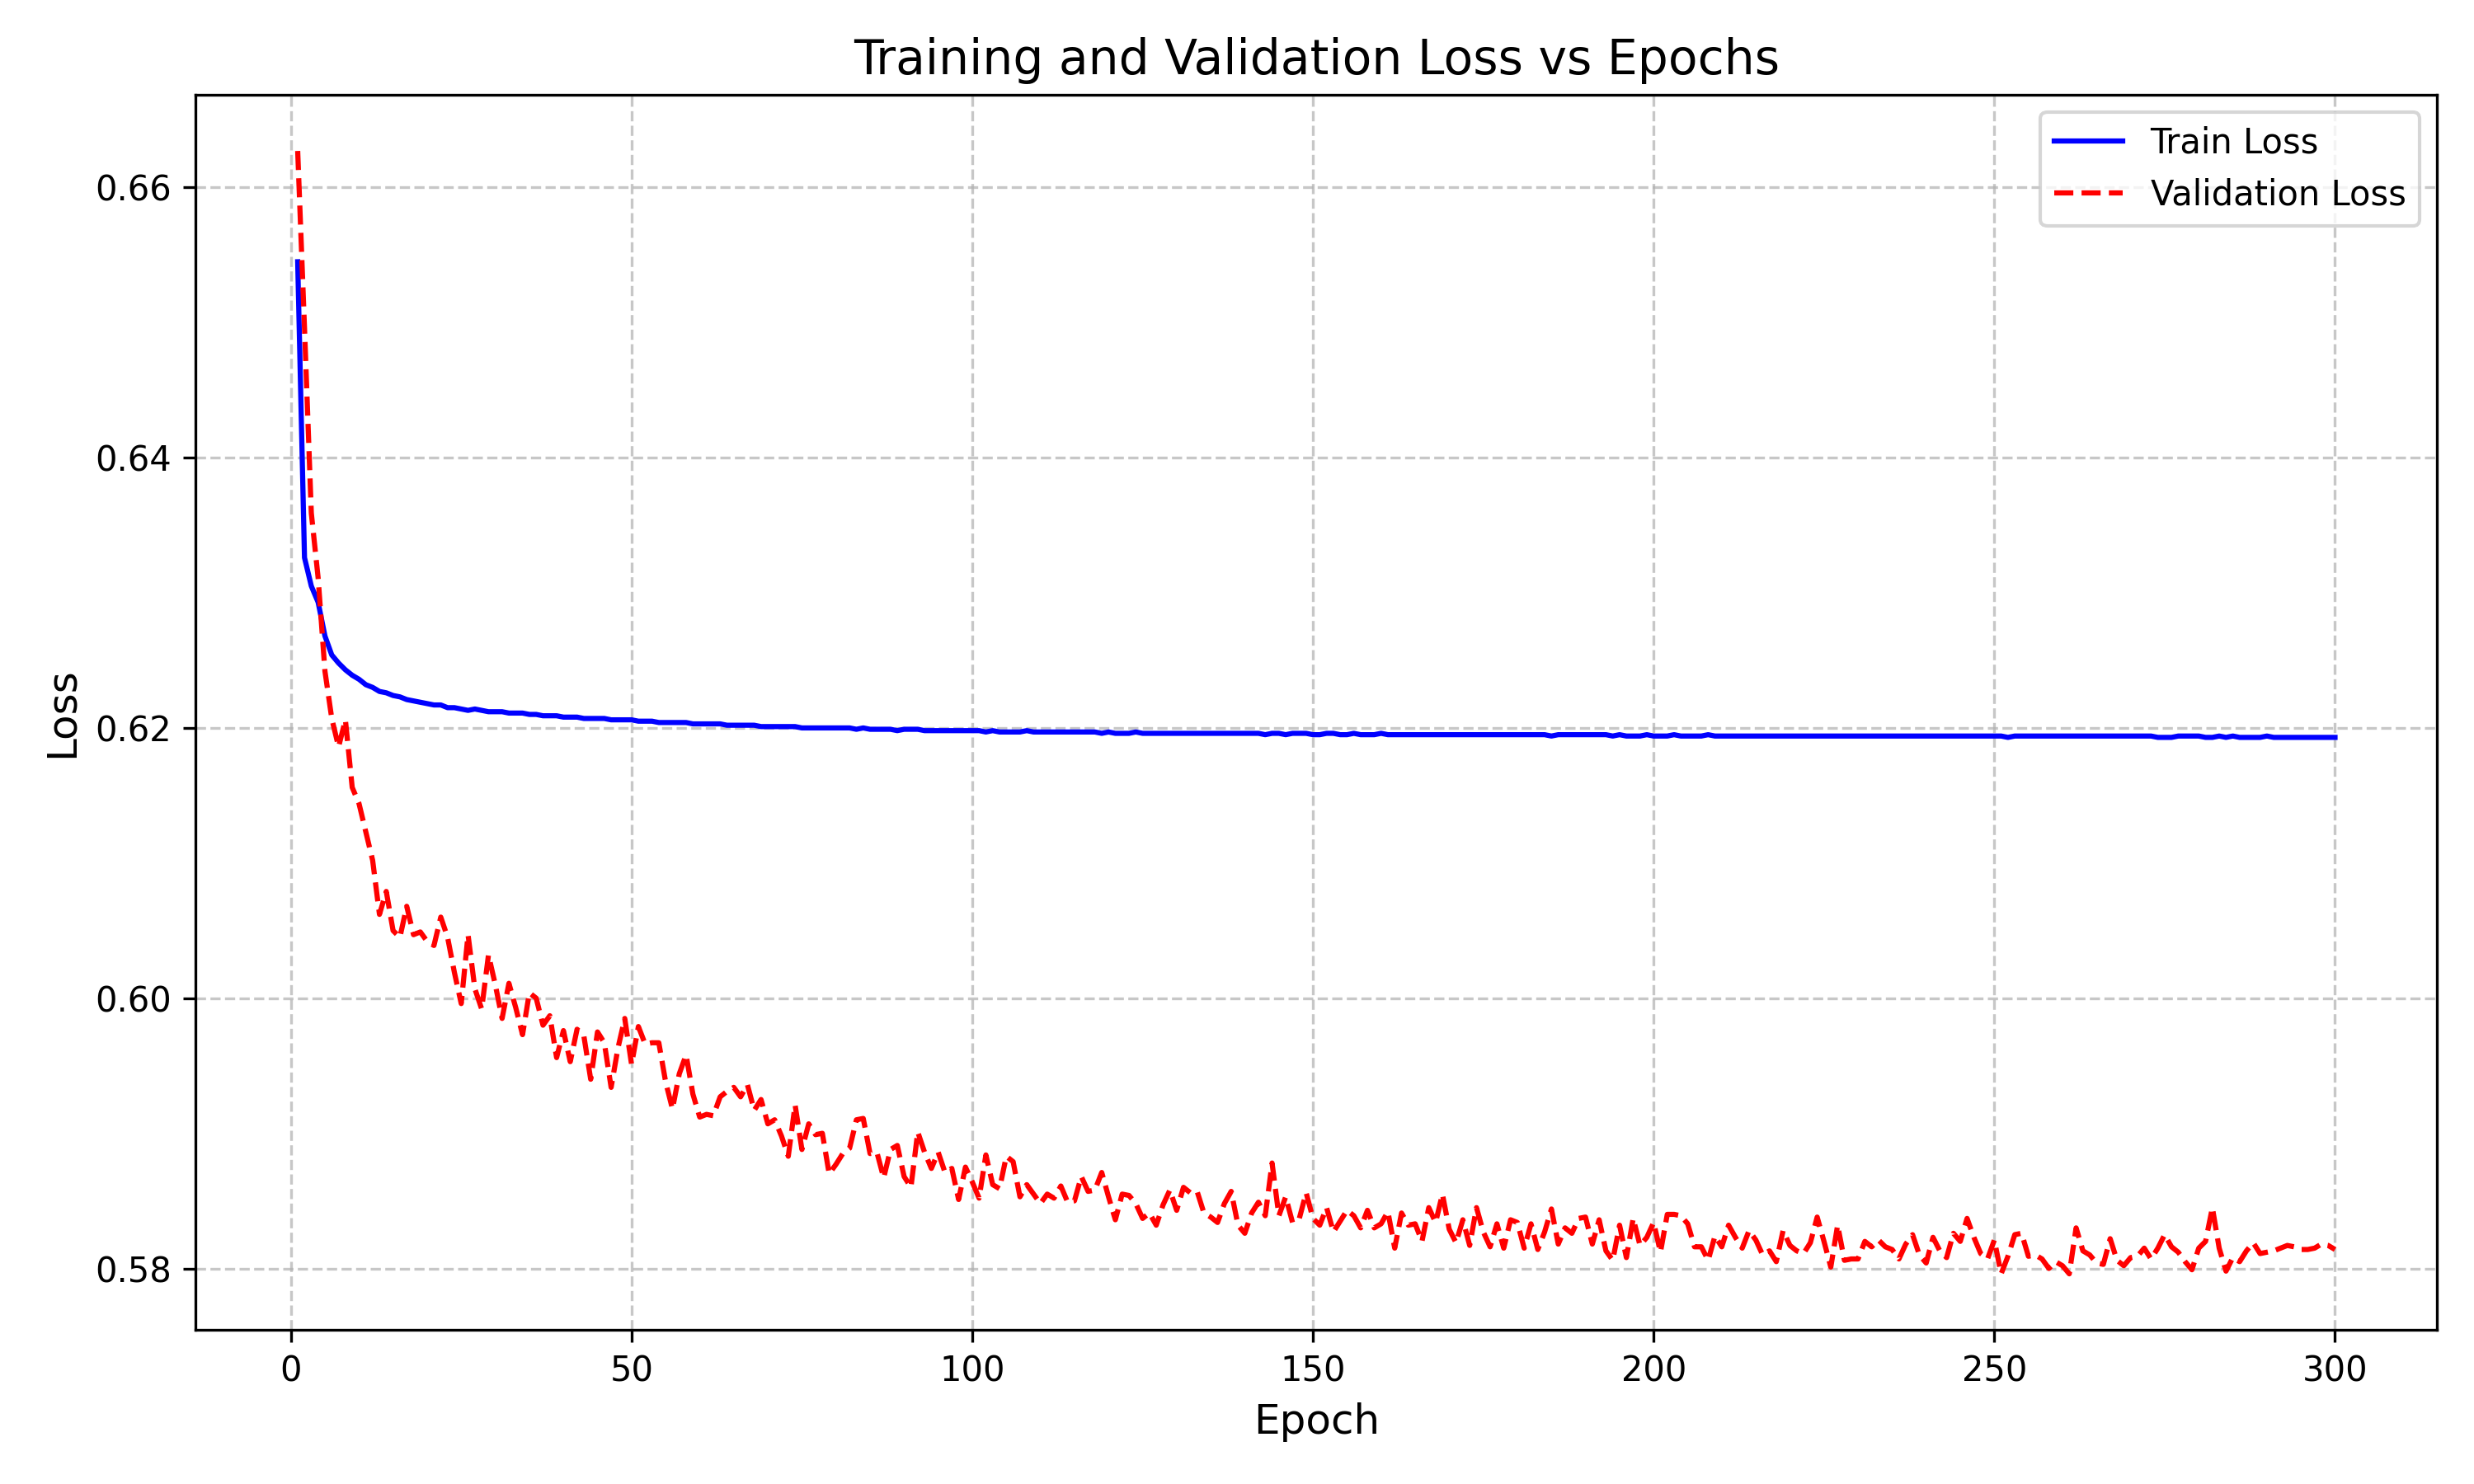 Training and Validation Loss vs Epochs
Train Loss
Validation Loss
0.66
0.64
0.62
0.60
0.58
Loss
0 50 100 150 200 250 300
Epoch